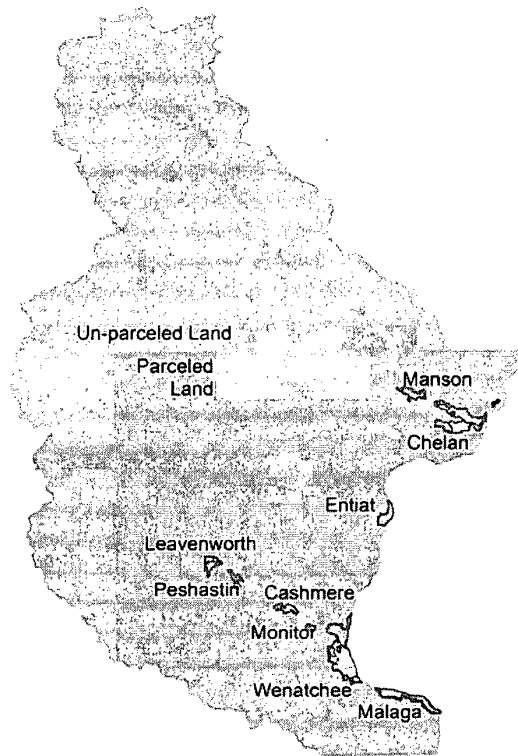 Un-parceled Land
Parceled
Land
Manson
Chelan
Entiat
Leavenworth
Peshastin
Cashmere
Monitor
Wenatchee
Malaga